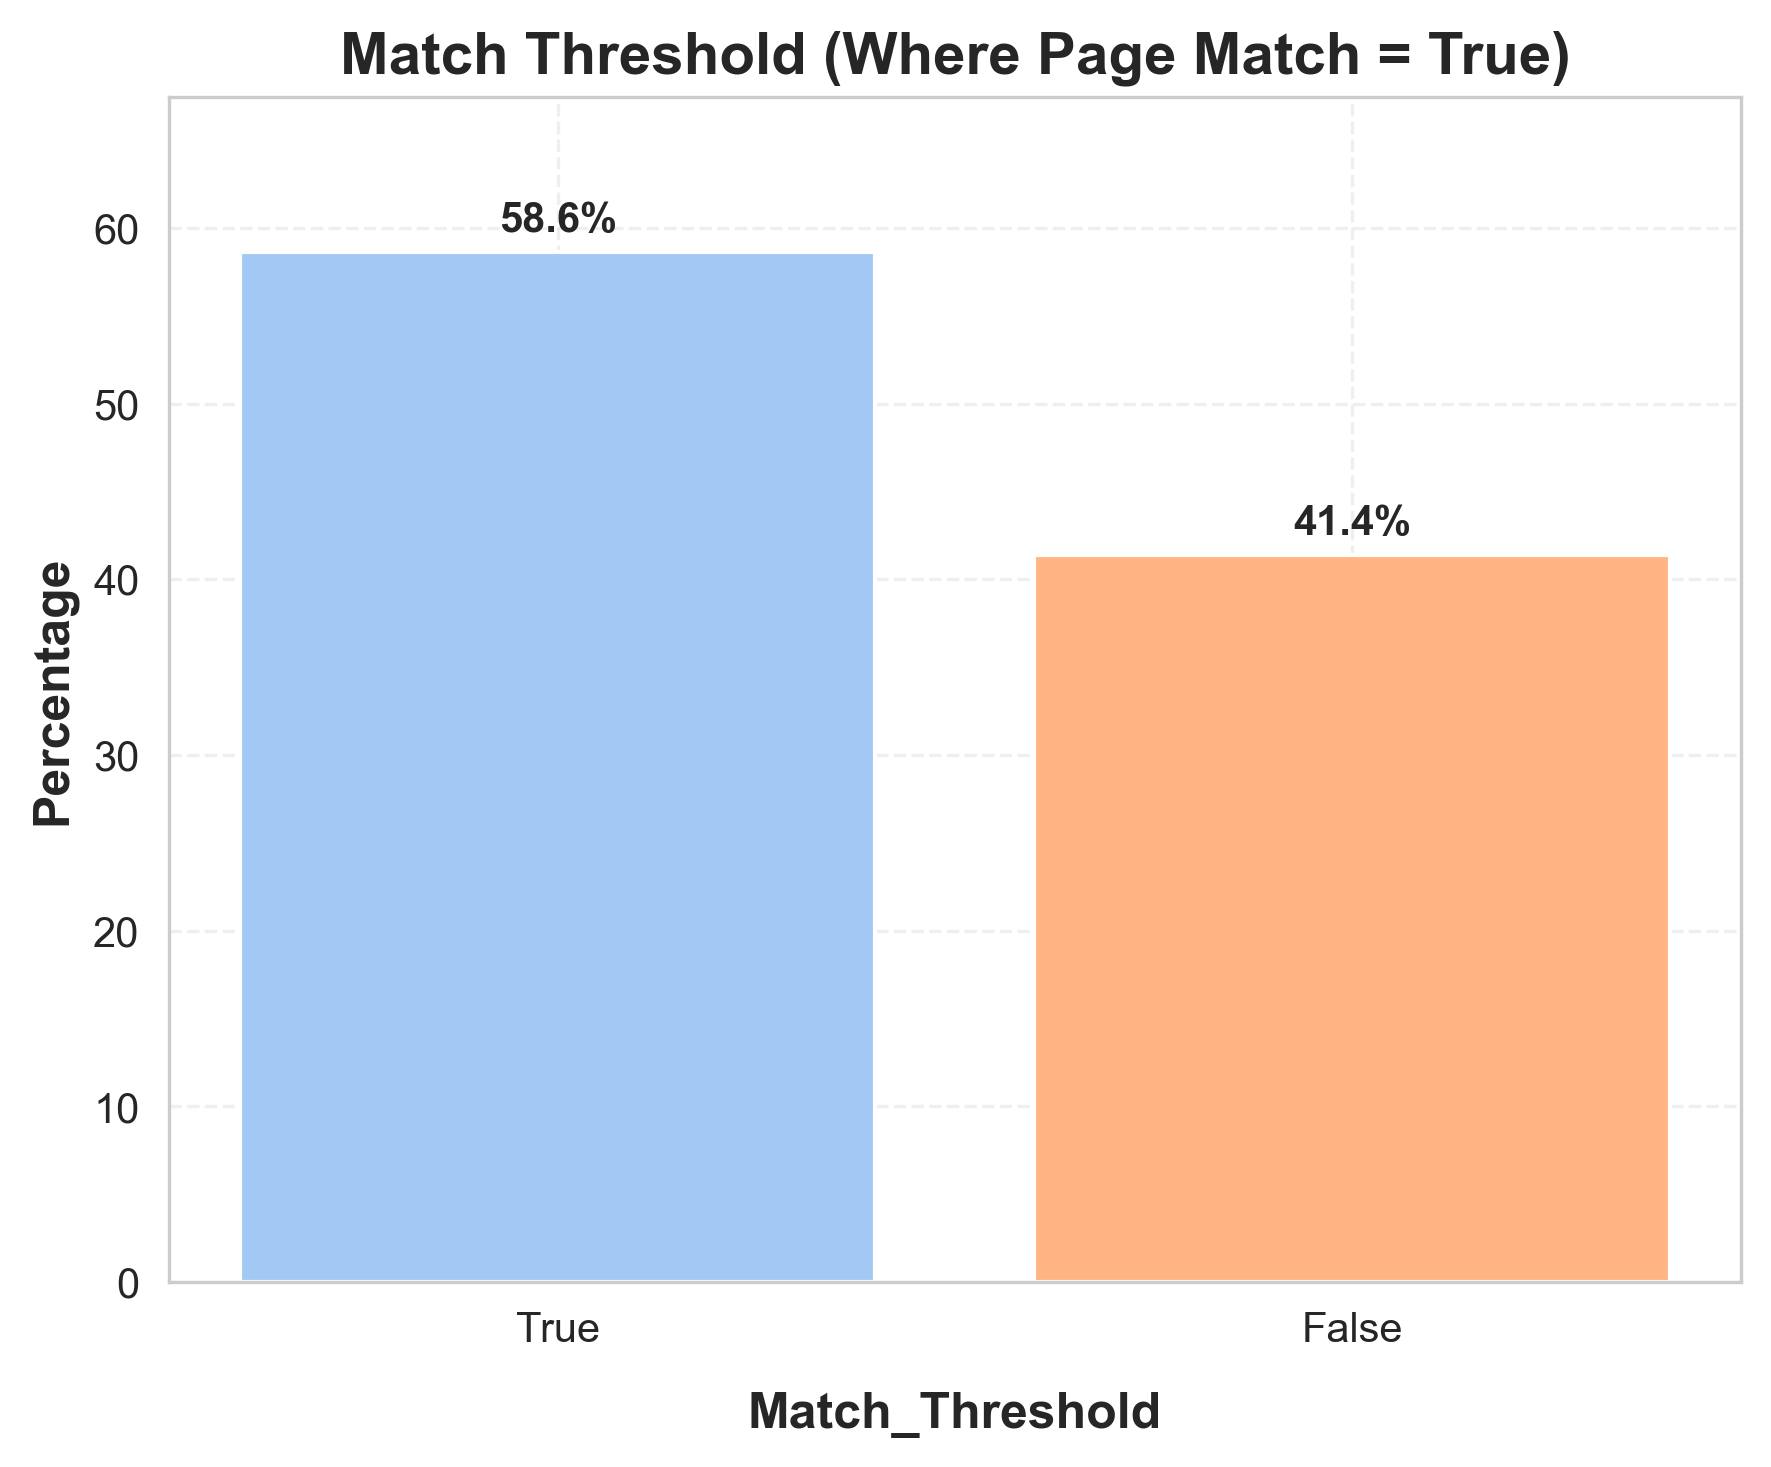 Match Threshold (Where Page Match = True)
58.6%
41.4%
60
50
40
30
20
10
0
Percentage
True
False
Match_Threshold